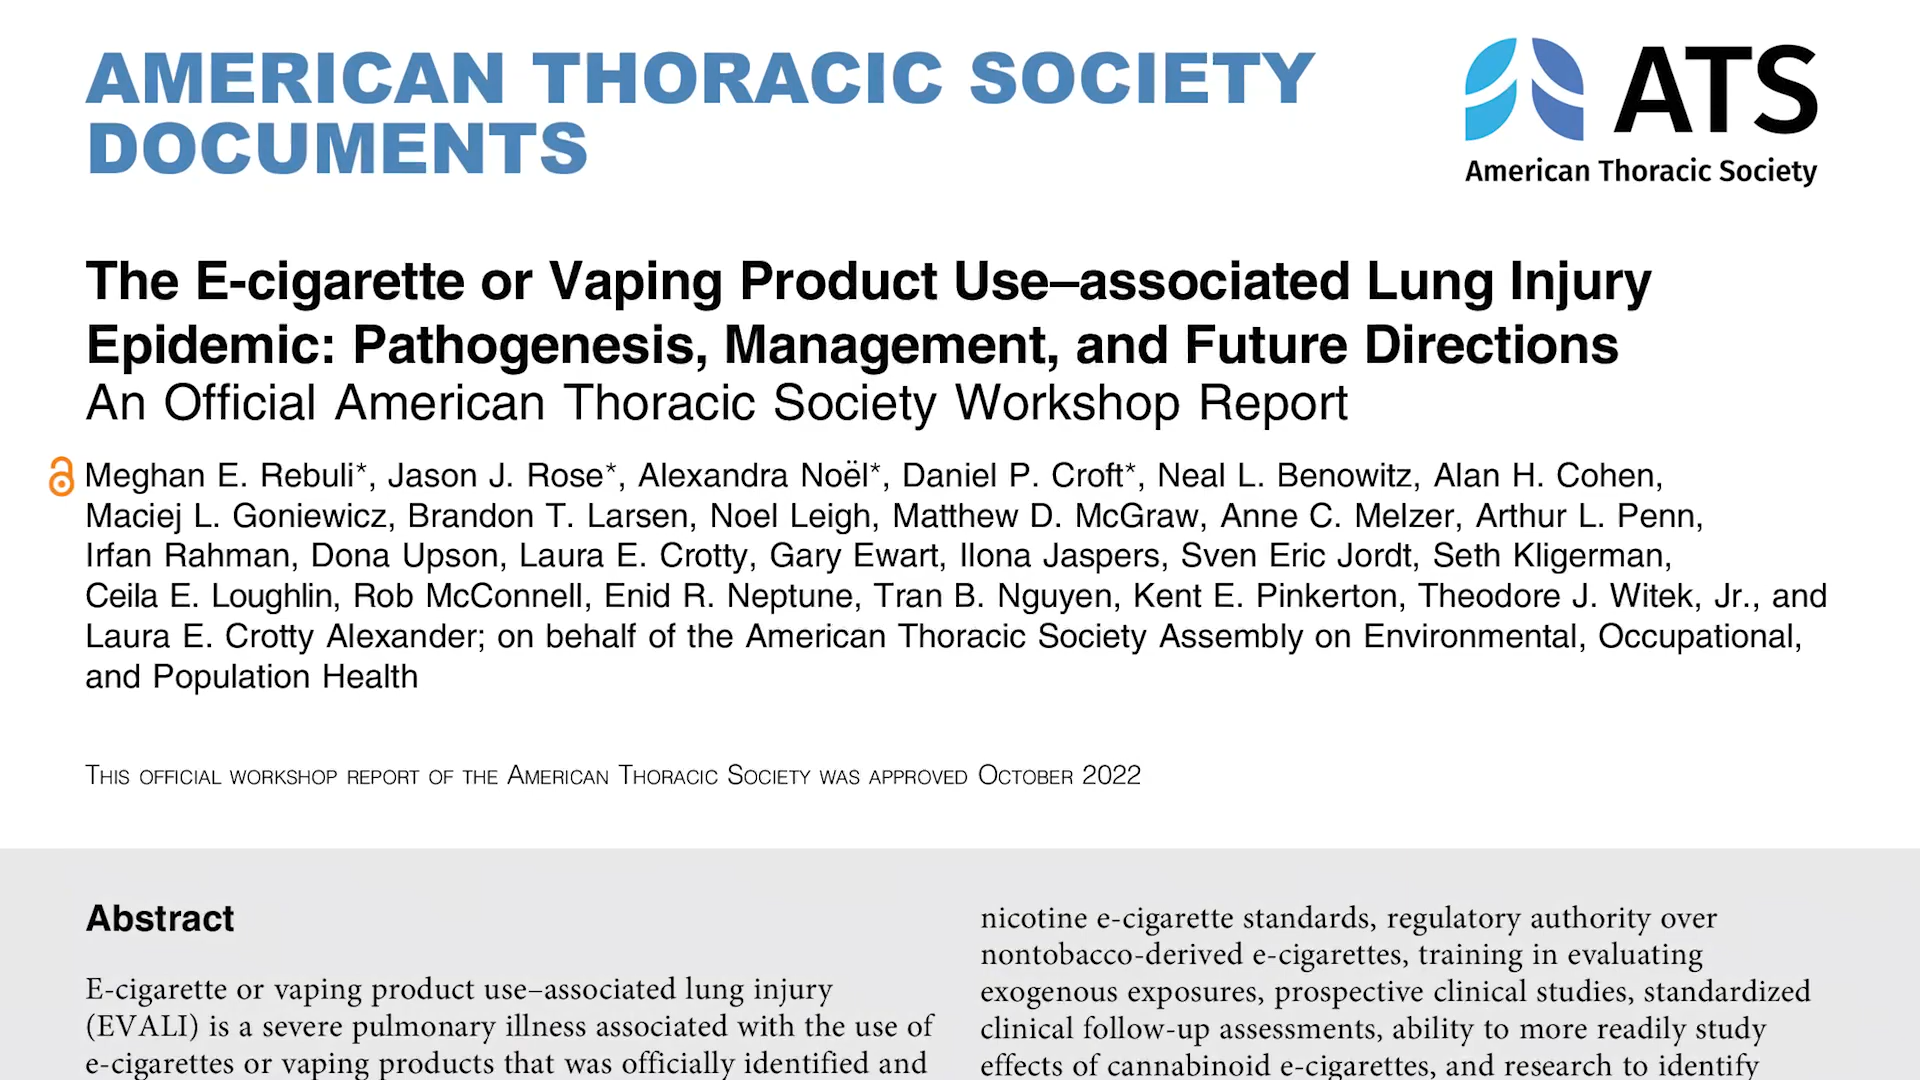 AMERICAN THORACIC SOCIETY
DOCUMENTS
ATS
American Thoracic Society
The E-cigarette or Vaping Product Use–associated Lung Injury
Epidemic: Pathogenesis, Management, and Future Directions
An Official American Thoracic Society Workshop Report
Meghan E. Rebuli*, Jason J. Rose*, Alexandra Noël*, Daniel P. Croft*, Neal L. Benowitz, Alan H. Cohen,
Maciej L. Goniewicz, Brandon T. Larsen, Noel Leigh, Matthew D. McGraw, Anne C. Melzer, Arthur L. Penn,
Irfan Rahman, Dona Upson, Laura E. Crotty, Gary Ewart, Ilona Jaspers, Sven Eric Jordt, Seth Kligerman,
Ceila E. Loughlin, Rob McConnell, Enid R. Neptune, Tran B. Nguyen, Kent E. Pinkerton, Theodore J. Witek, Jr., and
Laura E. Crotty Alexander; on behalf of the American Thoracic Society Assembly on Environmental, Occupational,
and Population Health
This official workshop report of the American Thoracic Society was approved October 2022
Abstract
E-cigarette or vaping product use–associated lung injury
(EVALI) is a severe pulmonary illness associated with the use of
e-cigarettes or vaping products that was officially identified and
nicotine e-cigarette standards, regulatory authority over
nontobacco-derived e-cigarettes, training in evaluating
exogenous exposures, prospective clinical studies, standardized
clinical follow-up assessments, ability to more readily study
effects of cannabinoid e-cigarettes, and research to identify